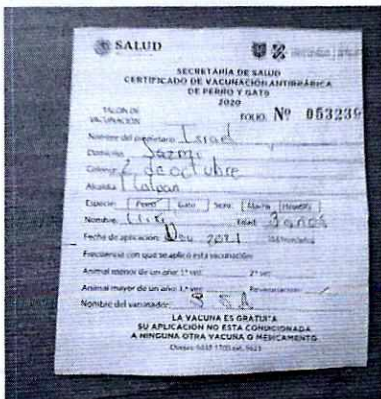 SALUD
SECRETARÍA DE SALUD
CERTIFICADO DE VACUNACIÓN ANTIRRÁBICA
DE PERRO Y GATO
2020
TALÓN DE
VACUNACIÓN
FOLIO: Nº 053239
Nombre del propietario: Israel
Domicilio: Jazmi
Colonia: 2 de octubre
Alcaldía: Tlalpan
Especie: Perro Gato Sexo: Macho Hembra
Nombre: Edad: 3 años
Fecha de aplicación: Nov 2021
Frecuencia con que se aplicó esta vacunación:
Animal menor de un año: 1ª vez: 2ª vez:
Animal mayor de un año: 1ª vez: Revacunación:
Nombre del vacunador: SSA
LA VACUNA ES GRATUITA
SU APLICACIÓN NO ESTÁ CONDICIONADA
A NINGUNA OTRA VACUNA O MEDICAMENTO